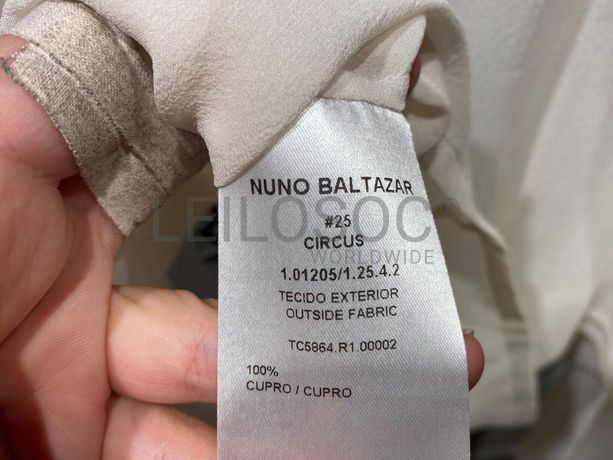 NUNO BALTAZAR
#25
LEILOSOC®
CIRCUS
WORLDWIDE
1.01205/1.25.4.2
TECIDO EXTERIOR
OUTSIDE FABRIC
TC5864.R1.00002
100%
CUPRO / CUPRO